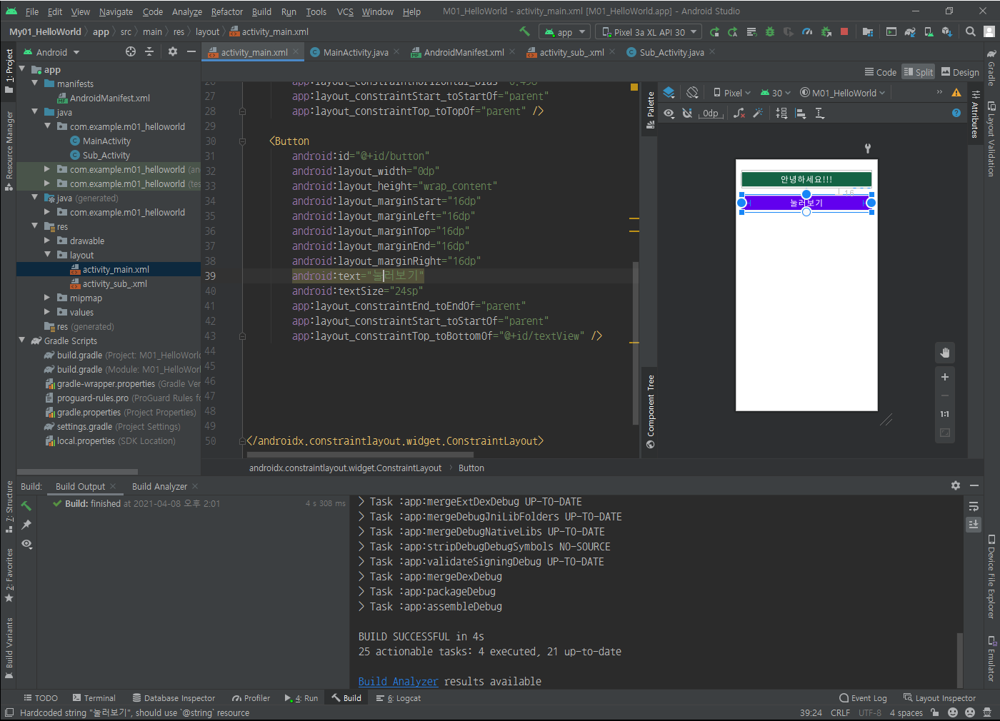 File Edit View Navigate Code Analyze Refactor Build Run Tools VCS Window Help M01_HelloWorld - activity_main.xml [M01_HelloWorld.app] - Android Studio
My01_HelloWorld app src main res layout activity_main.xml
app Pixel 3a XL API 30
1: Project
Resource Manager
7: Structure
2: Favorites
Build Variants
Android
app
manifests
AndroidManifest.xml
java
com.example.m01_helloworld
MainActivity
Sub_Activity
com.example.m01_helloworld (an
com.example.m01_helloworld (tes
java (generated)
com.example.m01_helloworld
res
drawable
layout
activity_main.xml
activity_sub_.xml
mipmap
values
res (generated)
Gradle Scripts
build.gradle (Project: M01_HelloWorld
build.gradle (Module: M01_HelloWorl
gradle-wrapper.properties (Gradle Ver
proguard-rules.pro (ProGuard Rules fo
gradle.properties (Project Properties)
settings.gradle (Project Settings)
local.properties (SDK Location)
activity_main.xml MainActivity.java AndroidManifest.xml activity_sub_.xml Sub_Activity.java
Code Split Design
26 app:layout_constraintHorizontal_bias="0.498"
27 app:layout_constraintStart_toStartOf="parent"
28 app:layout_constraintTop_toTopOf="parent" />
29
30 <Button
31 android:id="@+id/button"
32 android:layout_width="0dp"
33 android:layout_height="wrap_content"
34 android:layout_marginStart="16dp"
35 android:layout_marginLeft="16dp"
36 android:layout_marginTop="16dp"
37 android:layout_marginEnd="16dp"
38 android:layout_marginRight="16dp"
39 android:text="눌러보기"
40 android:textSize="24sp"
41 app:layout_constraintEnd_toEndOf="parent"
42 app:layout_constraintStart_toStartOf="parent"
43 app:layout_constraintTop_toBottomOf="@+id/textView" />
44
45
46
47
48
49
50 </androidx.constraintlayout.widget.ConstraintLayout>
androidx.constraintlayout.widget.ConstraintLayout > Button
Palette
Component Tree
Pixel 30 M01_HelloWorld
0dp
안녕하세요!!!
16
눌러보기
1:1
Attributes
Gradle
Layout Validation
Device File Explorer
Emulator
Build: Build Output Build Analyzer
Build: finished at 2021-04-08 오후 2:01 4 s 308 ms
> Task :app:mergeExtDexDebug UP-TO-DATE
> Task :app:mergeDebugJniLibFolders UP-TO-DATE
> Task :app:mergeDebugNativeLibs UP-TO-DATE
> Task :app:stripDebugDebugSymbols NO-SOURCE
> Task :app:validateSigningDebug UP-TO-DATE
> Task :app:mergeDexDebug
> Task :app:packageDebug
> Task :app:assembleDebug
BUILD SUCCESSFUL in 4s
25 actionable tasks: 4 executed, 21 up-to-date
Build Analyzer results available
TODO Terminal Database Inspector Profiler 4: Run Build 6: Logcat Event Log Layout Inspector
Hardcoded string "눌러보기", should use `@string` resource 39:24 CRLF UTF-8 4 spaces